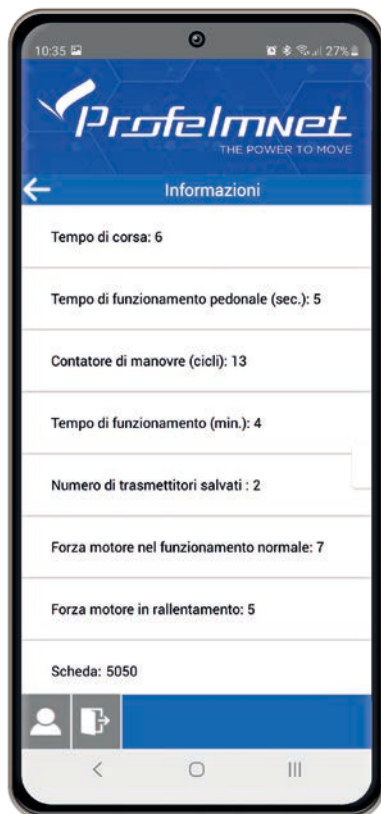 10:35
27%
Profelmnet
THE POWER TO MOVE
Informazioni
Tempo di corsa: 6
Tempo di funzionamento pedonale (sec.): 5
Contatore di manovre (cicli): 13
Tempo di funzionamento (min.): 4
Numero di trasmettitori salvati : 2
Forza motore nel funzionamento normale: 7
Forza motore in rallentamento: 5
Scheda: 5050